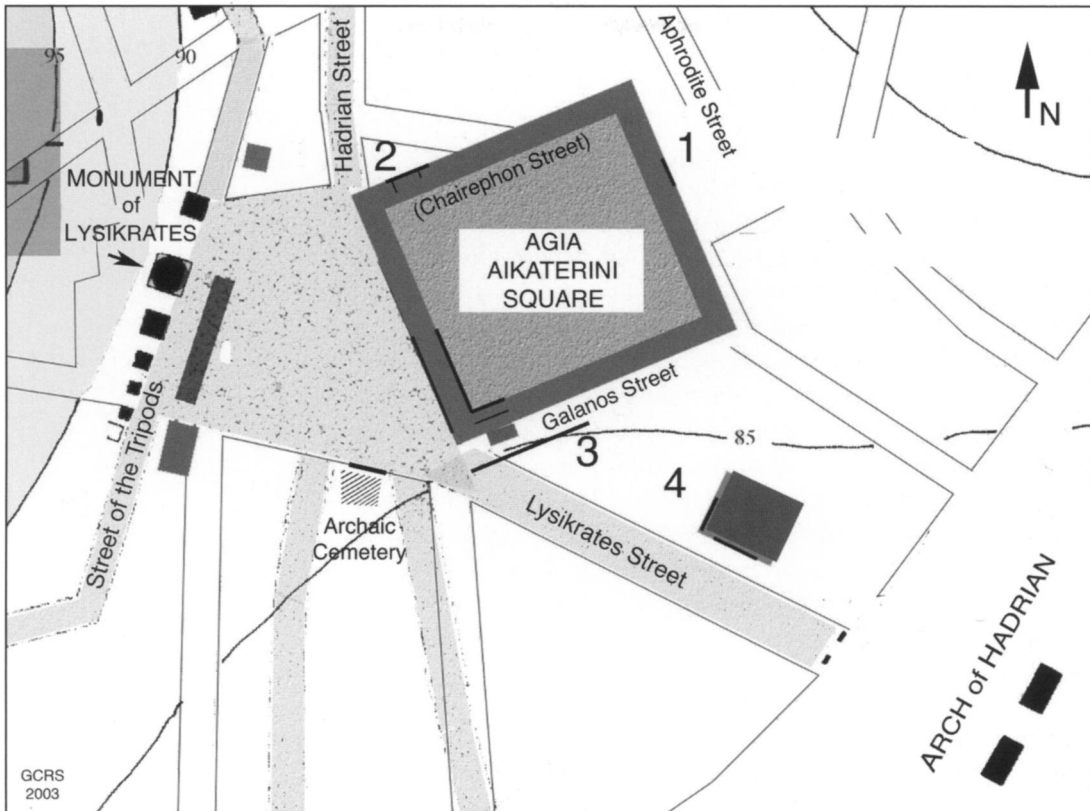 95
90
Hadrian Street
Aphrodite Street
N
2
1
MONUMENT
of
LYSIKRATES
(Chairephon Street)
AGIA
AIKATERINI
SQUARE
Galanos Street
85
3
4
Street of the Tripods
Archaic
Cemetery
Lysikrates Street
ARCH of HADRIAN
GCRS
2003